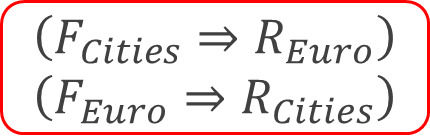 (F_Cities ⇒ R_Euro)
(F_Euro ⇒ R_Cities)